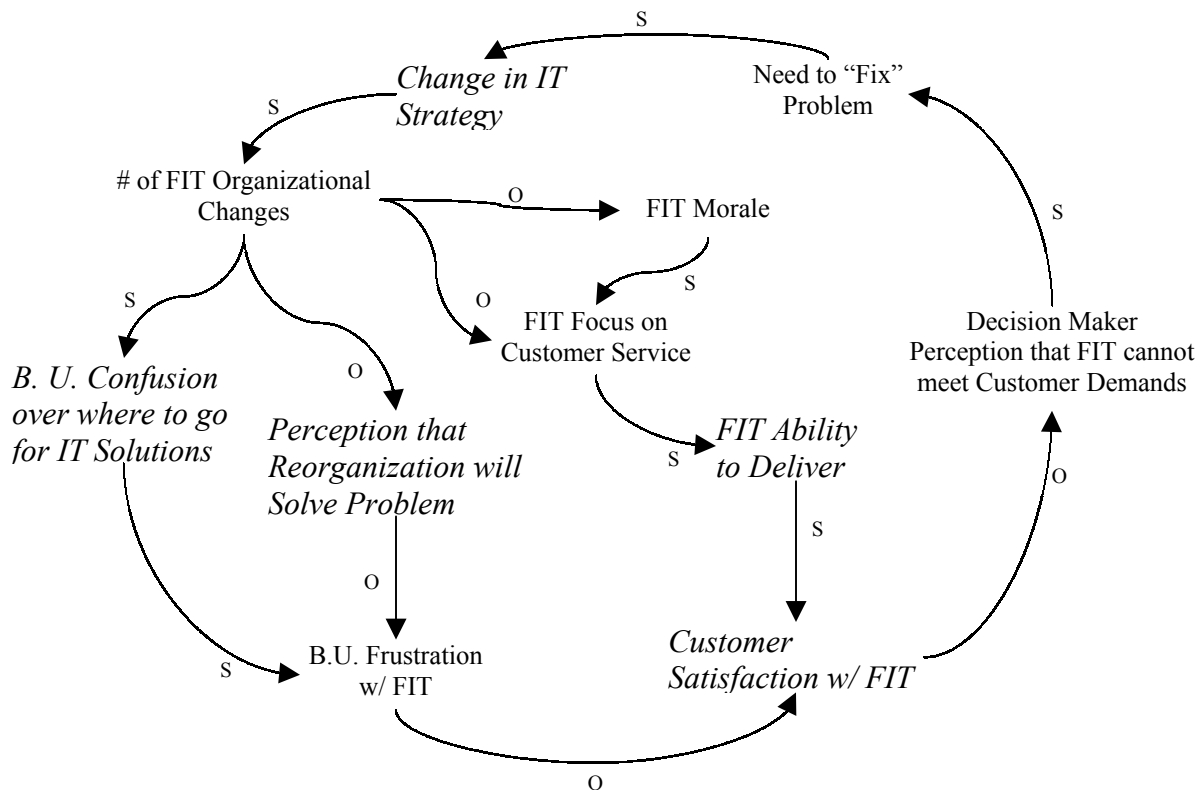 S
Change in IT
Strategy
Need to “Fix”
Problem
S
# of FIT Organizational
Changes
O
FIT Morale
S
S
S
O
FIT Focus on
Customer Service
Decision Maker
Perception that FIT cannot
meet Customer Demands
B. U. Confusion
over where to go
for IT Solutions
O
Perception that
Reorganization will
Solve Problem
FIT Ability
to Deliver
S
O
S
O
B.U. Frustration
w/ FIT
S
Customer
Satisfaction w/ FIT
O